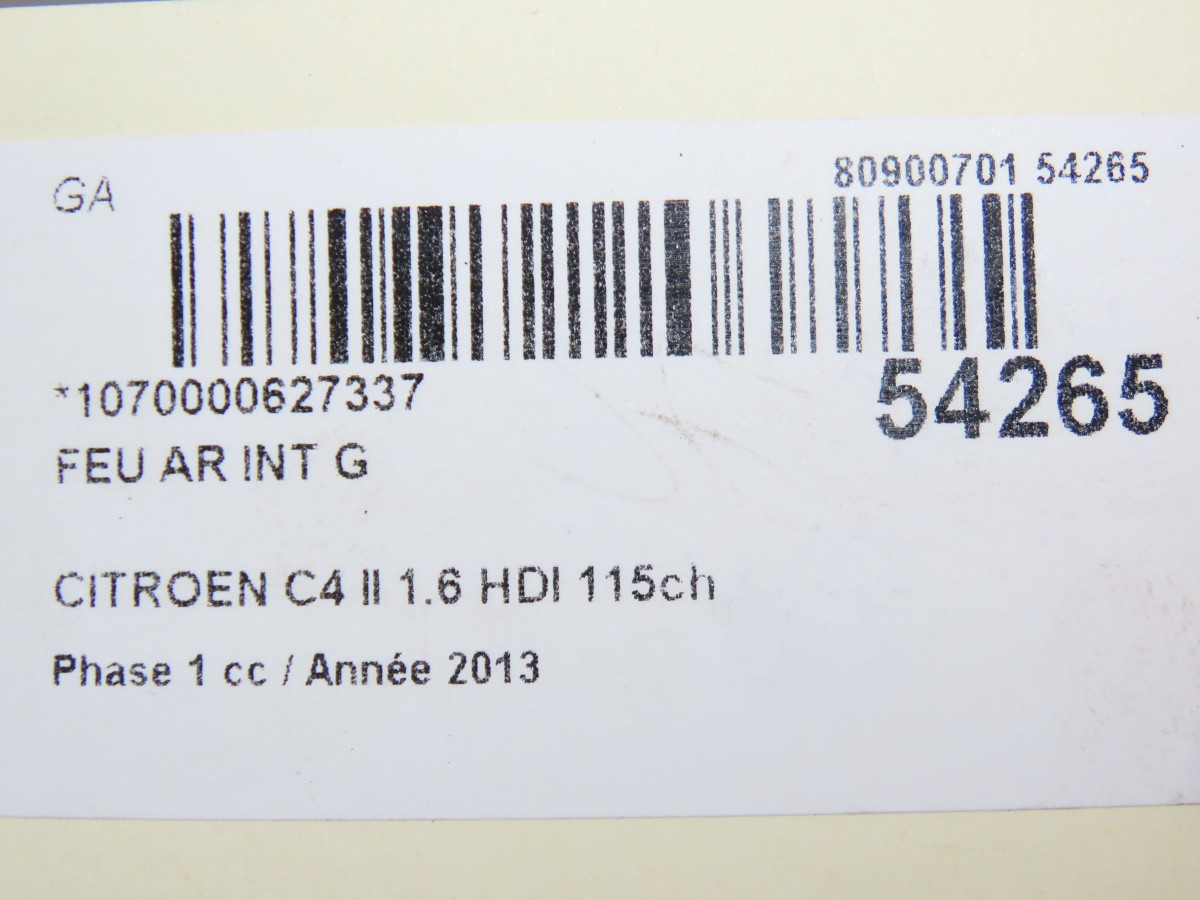 GA
80900701 54265
*1070000627337
54265
FEU AR INT G
CITROEN C4 II 1.6 HDI 115ch
Phase 1 cc / Année 2013